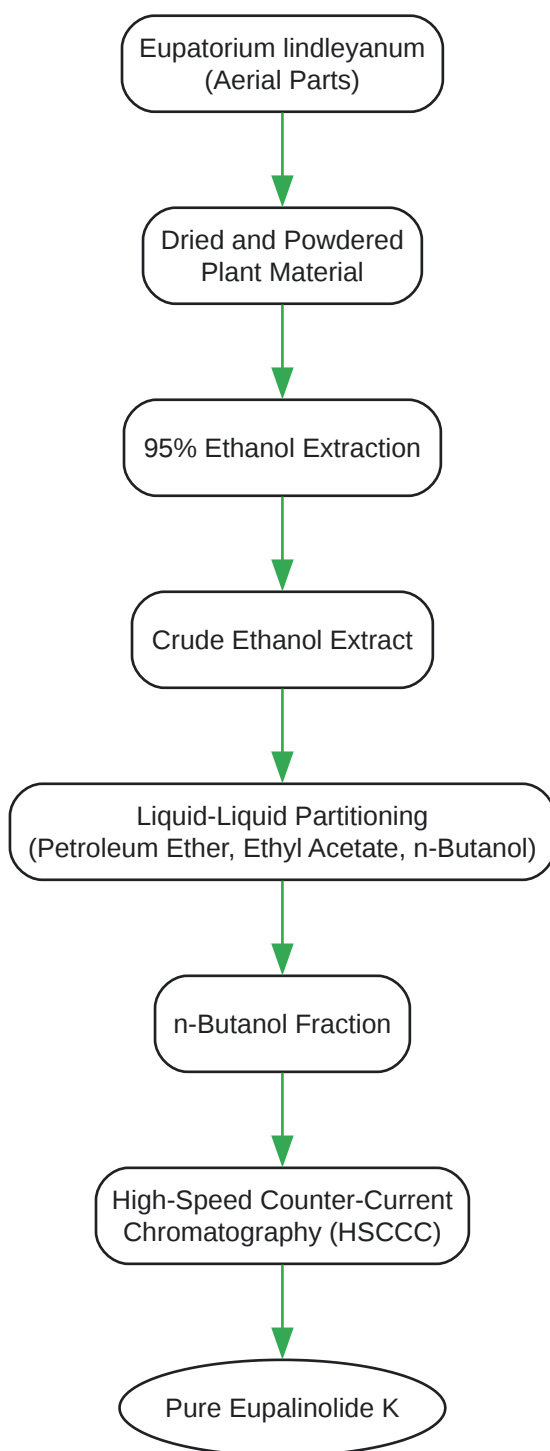 Eupatorium lindleyanum
(Aerial Parts)
Dried and Powdered
Plant Material
95% Ethanol Extraction
Crude Ethanol Extract
Liquid-Liquid Partitioning
(Petroleum Ether, Ethyl Acetate, n-Butanol)
n-Butanol Fraction
High-Speed Counter-Current
Chromatography (HSCCC)
Pure Eupalinolide K